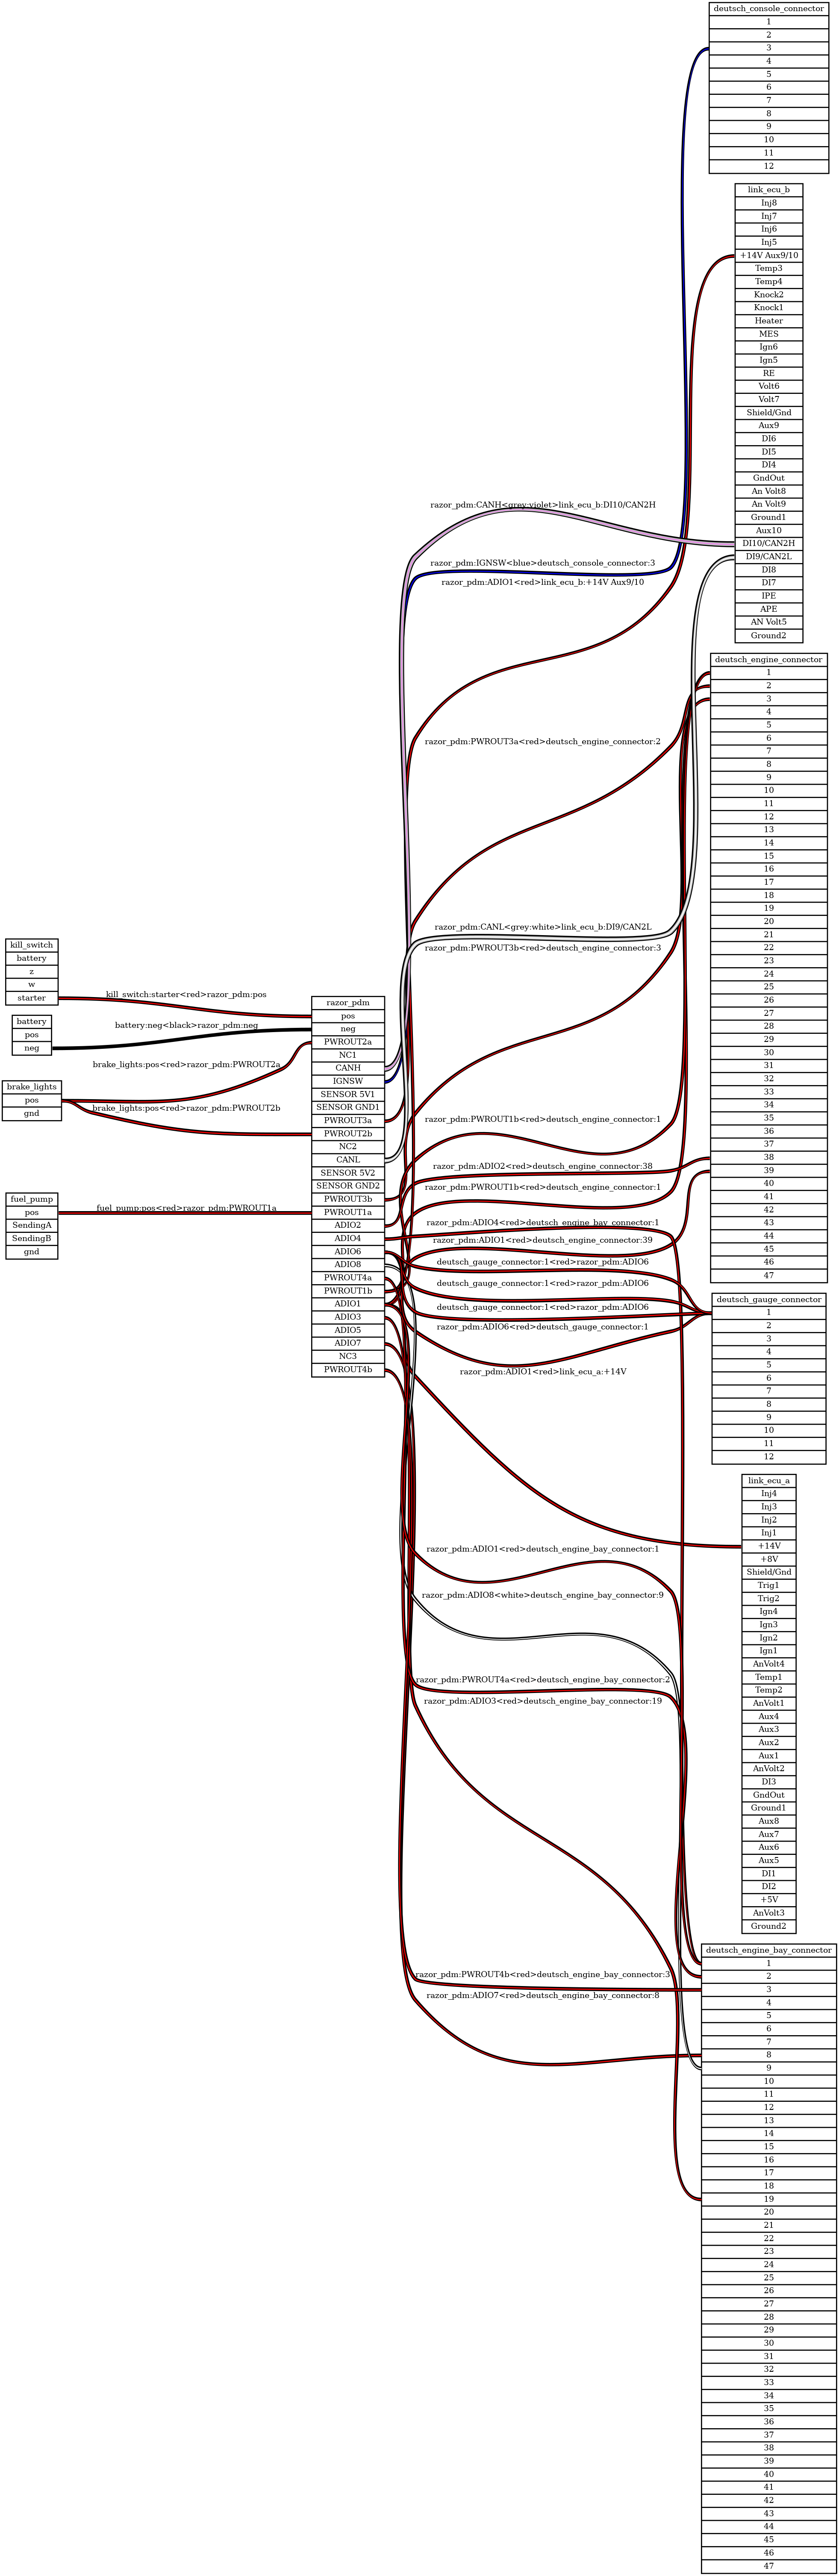 kill_switch
battery
z
w
starter
battery
pos
neg
brake_lights
pos
gnd
fuel_pump
pos
SendingA
SendingB
gnd
kill_switch:starter<red>razor_pdm:pos
battery:neg<black>razor_pdm:neg
brake_lights:pos<red>razor_pdm:PWROUT2a
brake_lights:pos<red>razor_pdm:PWROUT2b
fuel_pump:pos<red>razor_pdm:PWROUT1a
razor_pdm
pos
neg
PWROUT2a
NC1
CANH
IGNSW
SENSOR 5V1
SENSOR GND1
PWROUT3a
PWROUT2b
NC2
CANL
SENSOR 5V2
SENSOR GND2
PWROUT3b
PWROUT1a
ADIO2
ADIO4
ADIO6
ADIO8
PWROUT4a
PWROUT1b
ADIO1
ADIO3
ADIO5
ADIO7
NC3
PWROUT4b
razor_pdm:CANH<grey:violet>link_ecu_b:DI10/CAN2H
razor_pdm:IGNSW<blue>deutsch_console_connector:3
razor_pdm:ADIO1<red>link_ecu_b:+14V Aux9/10
razor_pdm:PWROUT3a<red>deutsch_engine_connector:2
razor_pdm:CANL<grey:white>link_ecu_b:DI9/CAN2L
razor_pdm:PWROUT3b<red>deutsch_engine_connector:3
razor_pdm:PWROUT1b<red>deutsch_engine_connector:1
razor_pdm:ADIO2<red>deutsch_engine_connector:38
razor_pdm:PWROUT1b<red>deutsch_engine_connector:1
razor_pdm:ADIO4<red>deutsch_engine_bay_connector:1
razor_pdm:ADIO1<red>deutsch_engine_connector:39
deutsch_gauge_connector:1<red>razor_pdm:ADIO6
deutsch_gauge_connector:1<red>razor_pdm:ADIO6
deutsch_gauge_connector:1<red>razor_pdm:ADIO6
razor_pdm:ADIO6<red>deutsch_gauge_connector:1
razor_pdm:ADIO1<red>link_ecu_a:+14V
razor_pdm:ADIO1<red>deutsch_engine_bay_connector:1
razor_pdm:ADIO8<white>deutsch_engine_bay_connector:9
razor_pdm:PWROUT4a<red>deutsch_engine_bay_connector:2
razor_pdm:ADIO3<red>deutsch_engine_bay_connector:19
razor_pdm:PWROUT4b<red>deutsch_engine_bay_connector:3
razor_pdm:ADIO7<red>deutsch_engine_bay_connector:8
deutsch_console_connector
1
2
3
4
5
6
7
8
9
10
11
12
link_ecu_b
Inj8
Inj7
Inj6
Inj5
+14V Aux9/10
Temp3
Temp4
Knock2
Knock1
Heater
MES
Ign6
Ign5
RE
Volt6
Volt7
Shield/Gnd
Aux9
DI6
DI5
DI4
GndOut
An Volt8
An Volt9
Ground1
Aux10
DI10/CAN2H
DI9/CAN2L
DI8
DI7
IPE
APE
AN Volt5
Ground2
deutsch_engine_connector
1
2
3
4
5
6
7
8
9
10
11
12
13
14
15
16
17
18
19
20
21
22
23
24
25
26
27
28
29
30
31
32
33
34
35
36
37
38
39
40
41
42
43
44
45
46
47
deutsch_gauge_connector
1
2
3
4
5
6
7
8
9
10
11
12
link_ecu_a
Inj4
Inj3
Inj2
Inj1
+14V
+8V
Shield/Gnd
Trig1
Trig2
Ign4
Ign3
Ign2
Ign1
AnVolt4
Temp1
Temp2
AnVolt1
Aux4
Aux3
Aux2
Aux1
AnVolt2
DI3
GndOut
Ground1
Aux8
Aux7
Aux6
Aux5
DI1
DI2
+5V
AnVolt3
Ground2
deutsch_engine_bay_connector
1
2
3
4
5
6
7
8
9
10
11
12
13
14
15
16
17
18
19
20
21
22
23
24
25
26
27
28
29
30
31
32
33
34
35
36
37
38
39
40
41
42
43
44
45
46
47